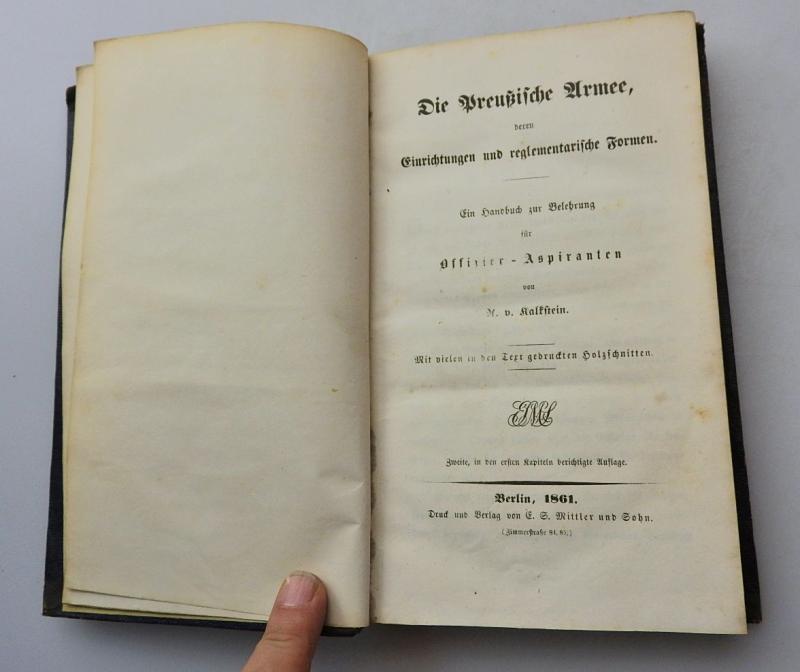 Die Preußische Armee,
deren
Einrichtungen und reglementarische Formen.
Ein Handbuch zur Belehrung
für
Offizier-Aspiranten
von
v. Kalkstein.
Mit vielen in den Text gedruckten Holzschnitten.
Zweite, in den ersten Kapiteln berichtigte Auflage.
Berlin, 1861.
Druck und Verlag von E. S. Mittler und Sohn.
(Zimmerstraße 84. 85.)